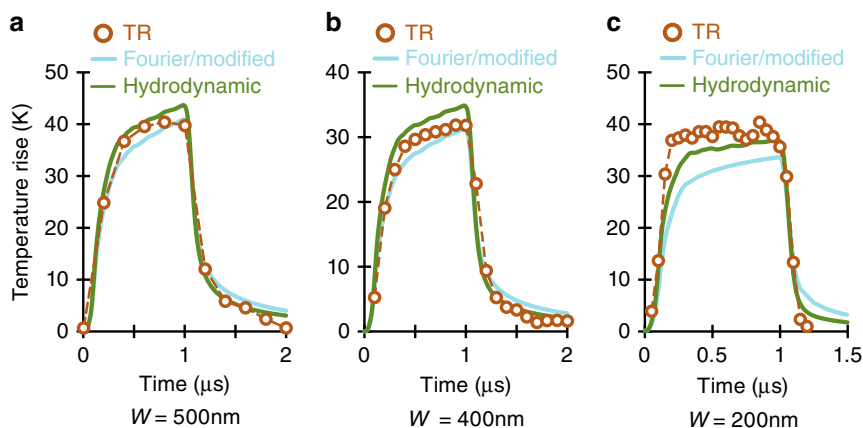 a
TR
Fourier/modified
Hydrodynamic
50
40
30
20
10
0
Temperature rise (K)
0
1
2
Time (μs)
W = 500nm
b
TR
Fourier/modified
Hydrodynamic
40
30
20
10
0
0
1
2
Time (μs)
W = 400nm
c
TR
Fourier/modified
Hydrodynamic
50
40
30
20
10
0
0
0.5
1
1.5
Time (μs)
W = 200nm